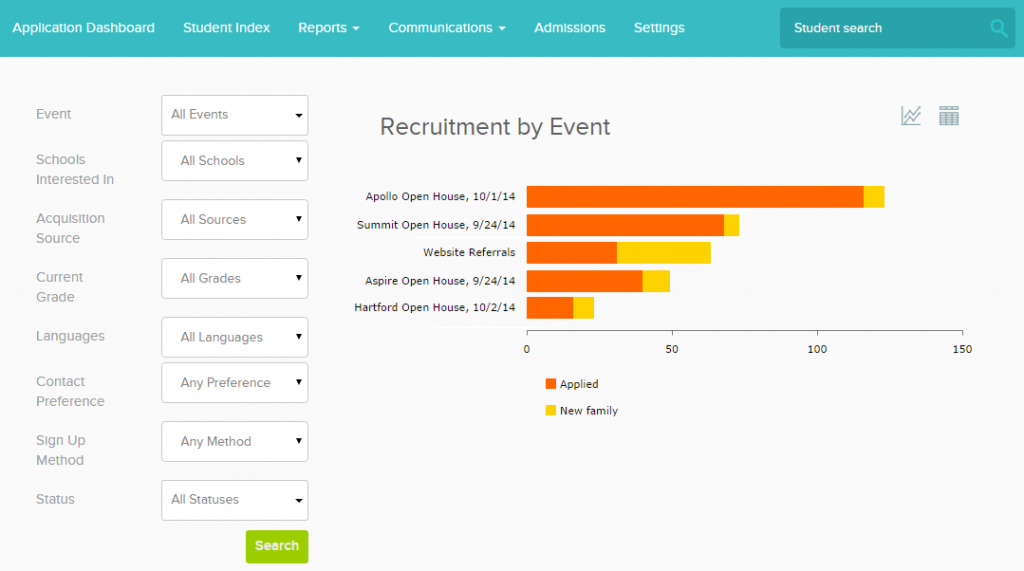 Application Dashboard Student Index Reports Communications Admissions Settings Student search
Event All Events
Schools
Interested In All Schools
Acquisition
Source All Sources
Current
Grade All Grades
Languages All Languages
Contact
Preference Any Preference
Sign Up
Method Any Method
Status All Statuses
Search
Recruitment by Event
Apollo Open House, 10/1/14
Summit Open House, 9/24/14
Website Referrals
Aspire Open House, 9/24/14
Hartford Open House, 10/2/14
0 50 100 150
Applied
New family